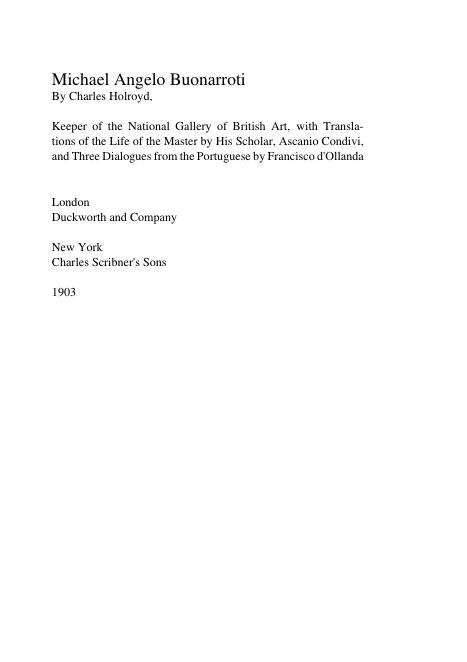 Michael Angelo Buonarroti
By Charles Holroyd,
Keeper of the National Gallery of British Art, with Transla-
tions of the Life of the Master by His Scholar, Ascanio Condivi,
and Three Dialogues from the Portuguese by Francisco d'Ollanda
London
Duckworth and Company
New York
Charles Scribner's Sons
1903